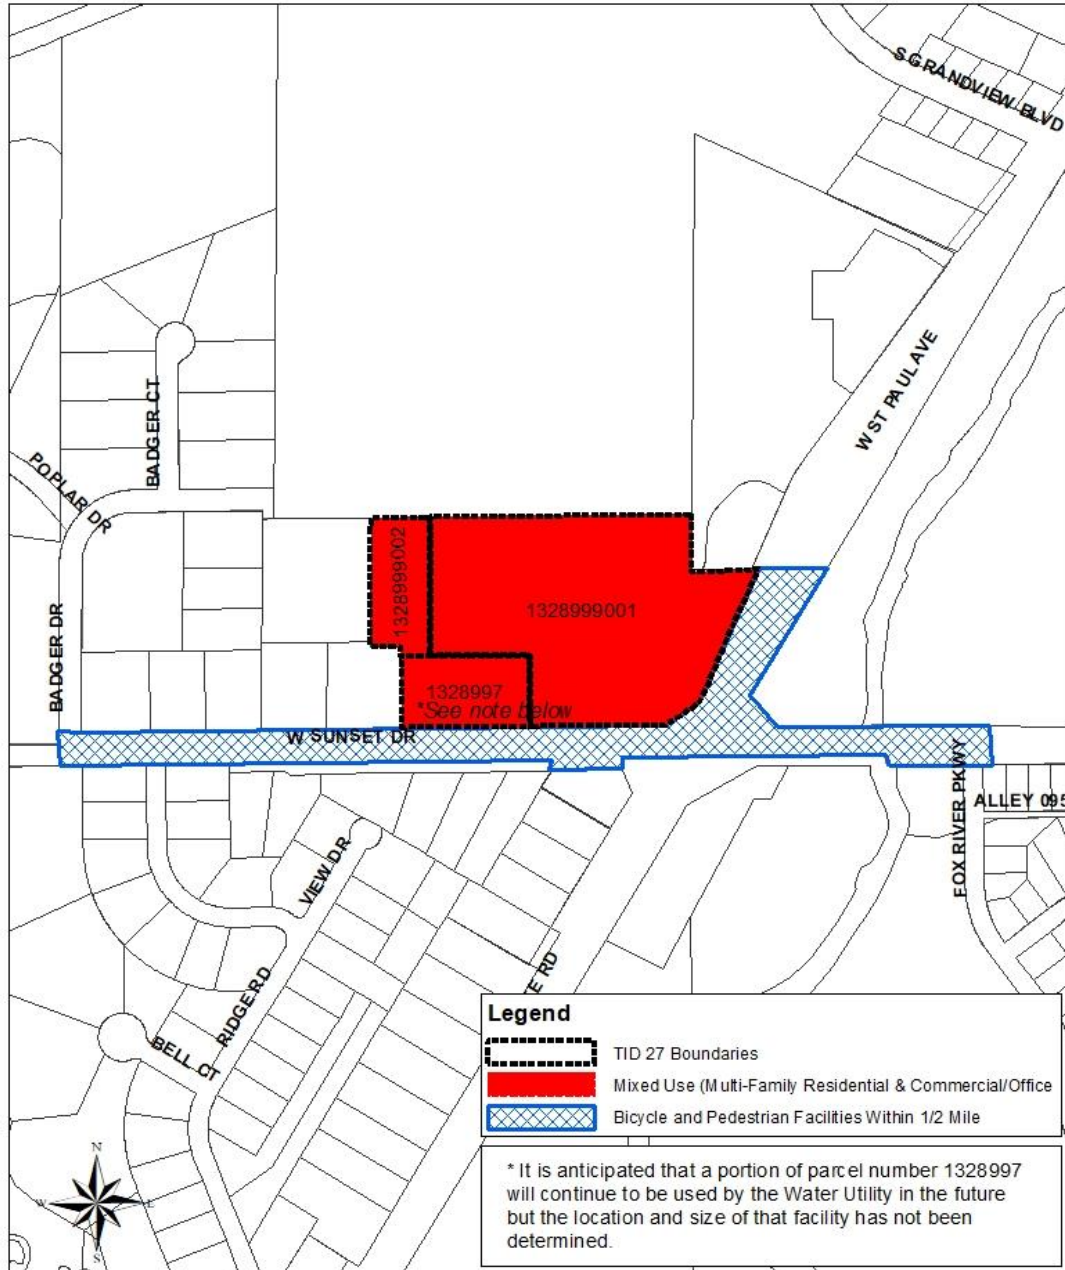 S GRANDVIEW BLVD
W ST PAUL AVE
BADGER CT
POPLAR DR
1328999002
1328999001
BADGER DR
1328997
*See note below
W SUNSET DR
FOX RIVER PKWY
ALLEY 095
VIEW DR
RIDGE RD
TE RD
BELL CT
Legend
TID 27 Boundaries
Mixed Use (Multi-Family Residential & Commercial/Office
Bicycle and Pedestrian Facilities Within 1/2 Mile
* It is anticipated that a portion of parcel number 1328997
will continue to be used by the Water Utility in the future
but the location and size of that facility has not been
determined.
N
W
E
S